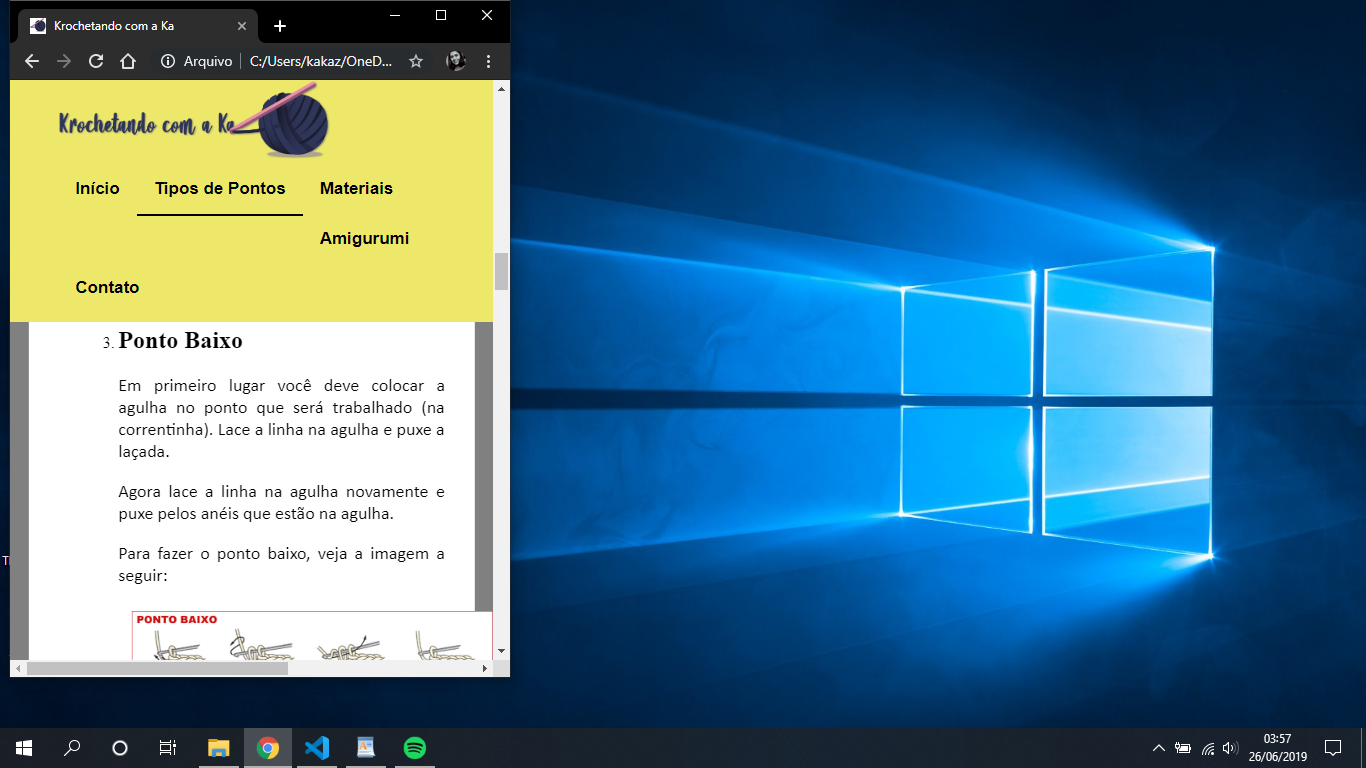 Krochetando com a Ka
Arquivo C:/Users/kakaz/OneD...
Krochetando com a Ka
Início Tipos de Pontos Materiais
Amigurumi
Contato
3. Ponto Baixo
Em primeiro lugar você deve colocar a
agulha no ponto que será trabalhado (na
correntinha). Lace a linha na agulha e puxe a
laçada.
Agora lace a linha na agulha novamente e
puxe pelos anéis que estão na agulha.
Para fazer o ponto baixo, veja a imagem a
seguir:
PONTO BAIXO
03:57
26/06/2019